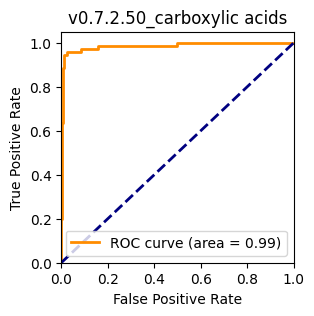 v0.7.2.50_carboxylic acids
True Positive Rate
1.0
0.8
0.6
0.4
0.2
0.0
ROC curve (area = 0.99)
0.0 0.2 0.4 0.6 0.8 1.0
False Positive Rate